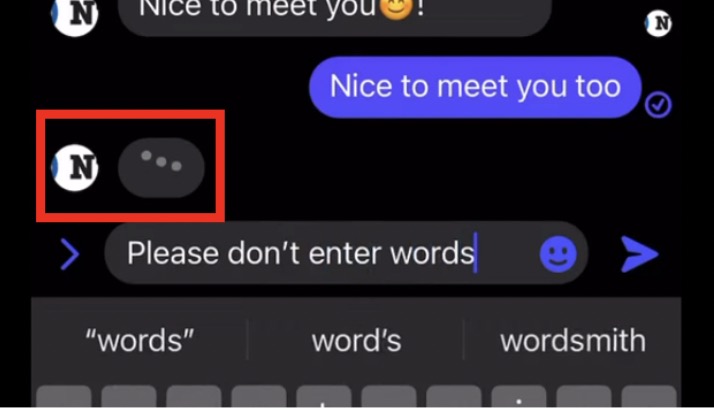 N
Nice to meet you😊!
N
Nice to meet you too
N
Please don’t enter words
“words” word’s wordsmith